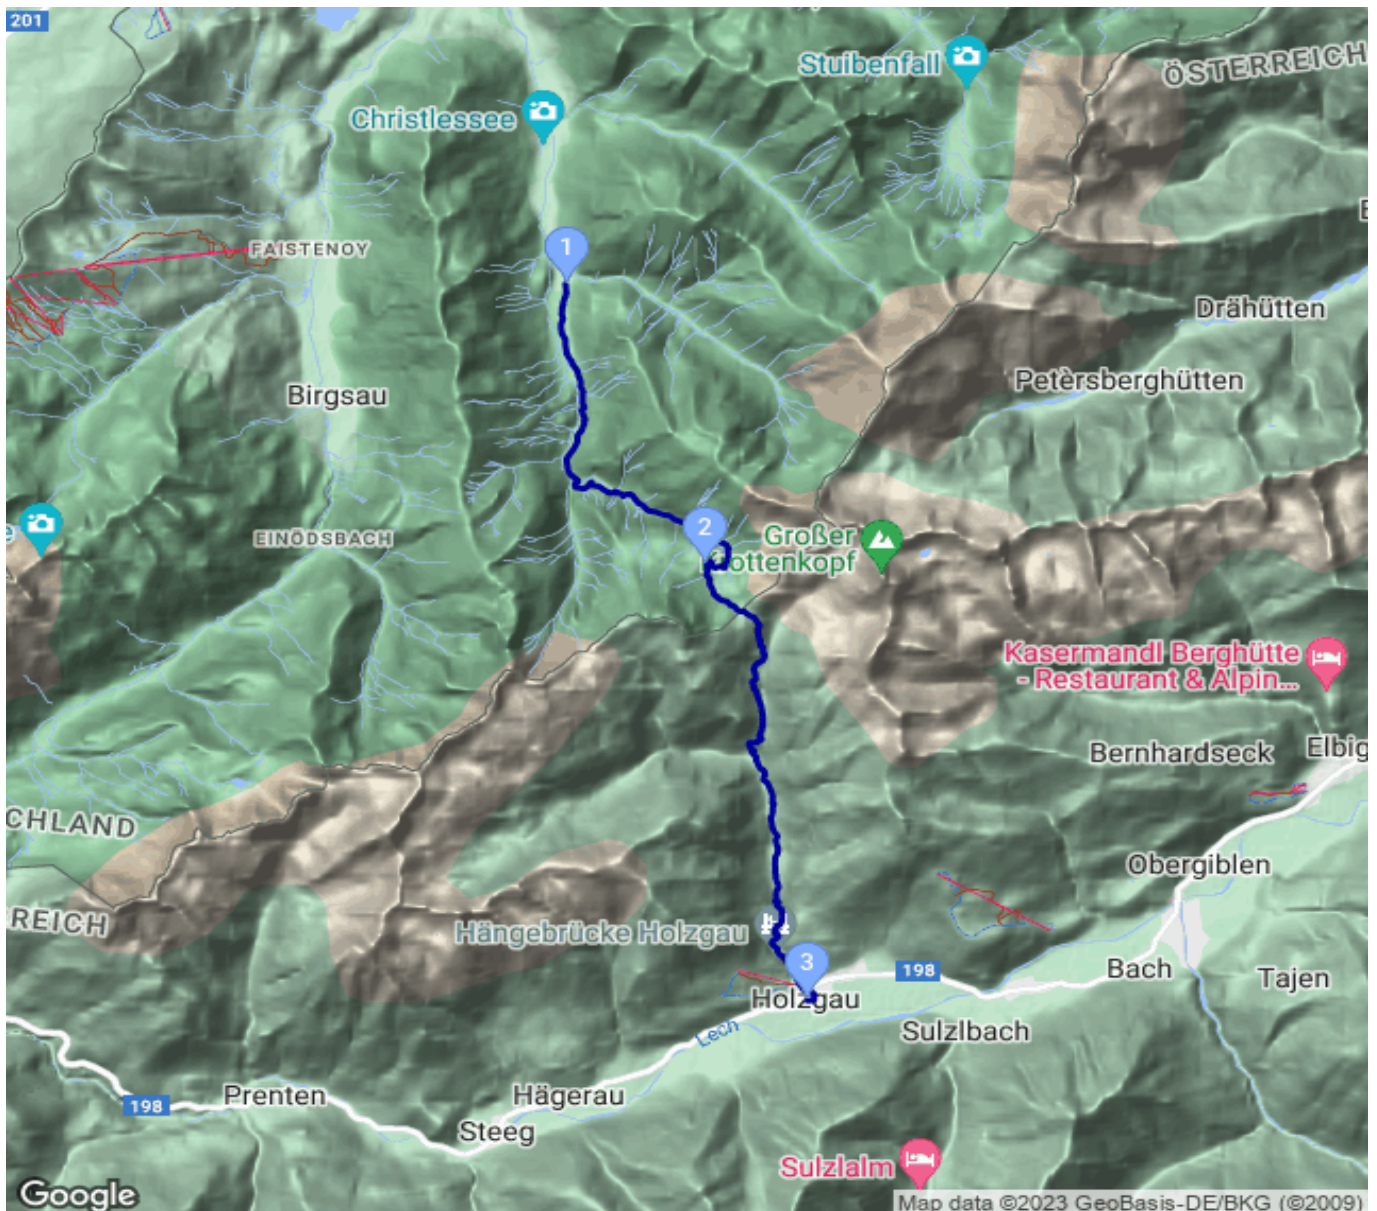 201
Stuibenfall
ÖSTERREICH
Christlessee
1
FAISTENOY
Drähütten
Petersberghütten
Birgsau
2
Großer
ottenkopf
e
EINÖDSBACH
Kasermandl Berghütte
- Restaurant & Alpin...
Bernhardseck
Elbig
CHLAND
Obergiblen
REICH
Hängebrücke Holzgau
3
198
Bach
Tajen
Holzgau
Lech
Sulzlbach
Prenten
Hägerau
198
Steeg
Sulzlalm
Google
Map data ©2023 GeoBasis-DE/BKG (©2009)